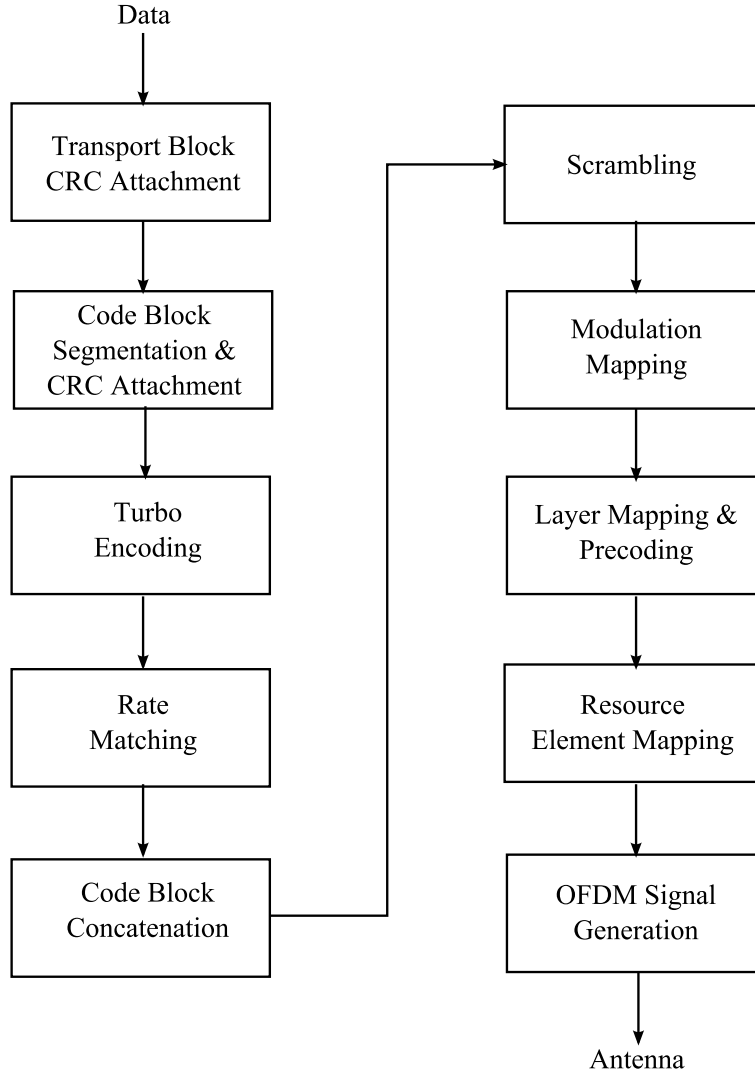 Data
Transport Block
CRC Attachment
Code Block
Segmentation &
CRC Attachment
Turbo
Encoding
Rate
Matching
Code Block
Concatenation
Scrambling
Modulation
Mapping
Layer Mapping &
Precoding
Resource
Element Mapping
OFDM Signal
Generation
Antenna